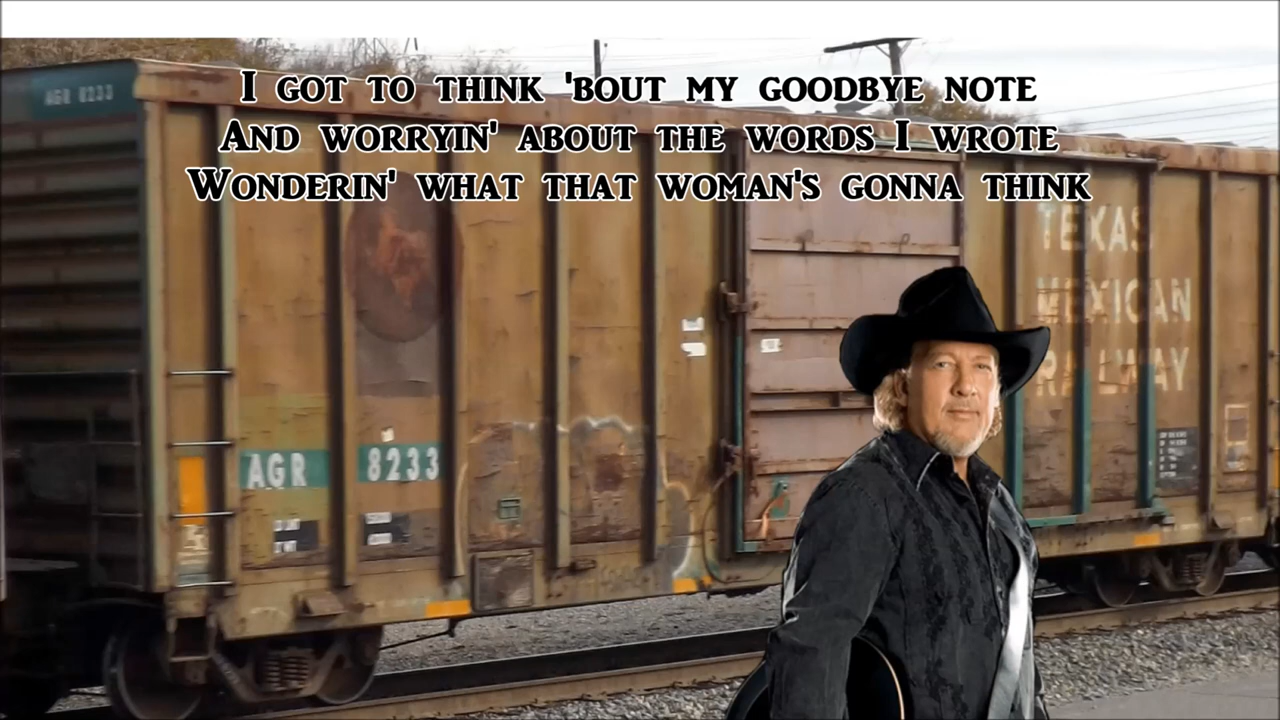 I GOT TO THINK 'BOUT MY GOODBYE NOTE
AND WORRYIN' ABOUT THE WORDS I WROTE
WONDERIN' WHAT THAT WOMAN'S GONNA THINK
AGR 8233
TEXAS
MEXICAN
RAILWAY
AGR 8233